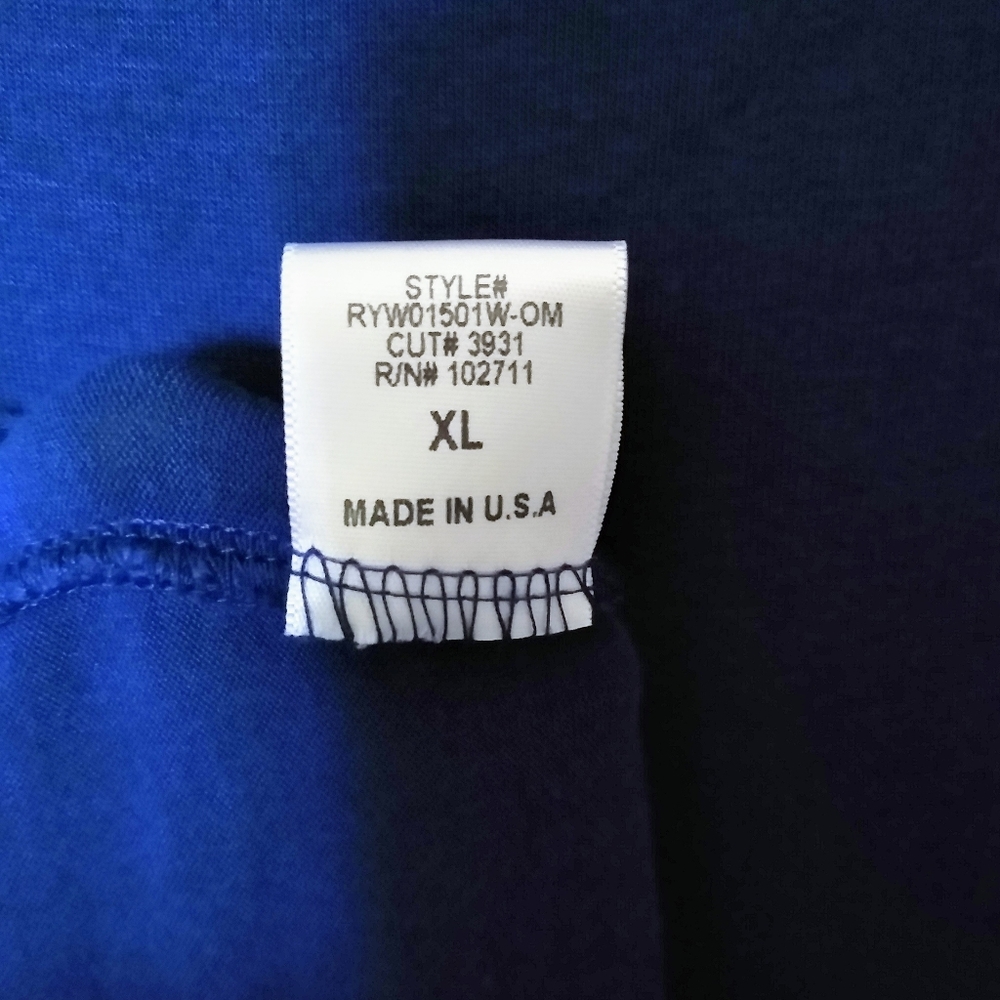 STYLE#
RYW01501W-OM
CUT# 3931
R/N# 102711
XL
MADE IN U.S.A